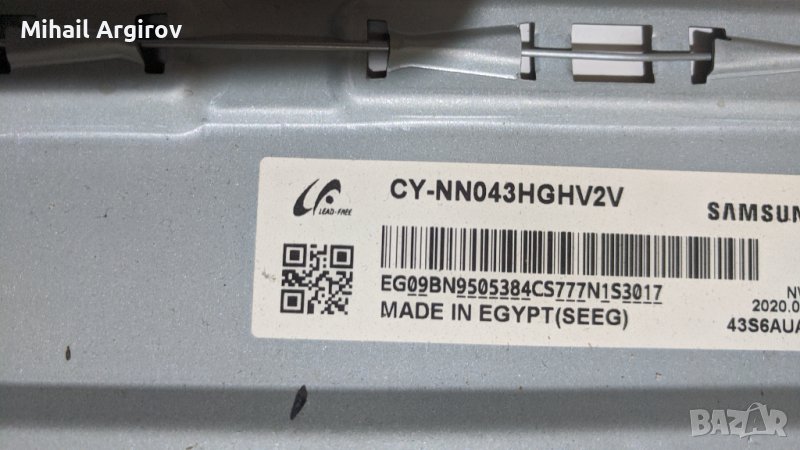 Mihail Argirov
CY-NN043HGHV2V
LEAD-FREE
SAMSUN
EG09BN9505384CS777N1S3017
MADE IN EGYPT(SEEG)
2020.0
43S6AUA
BAZAR